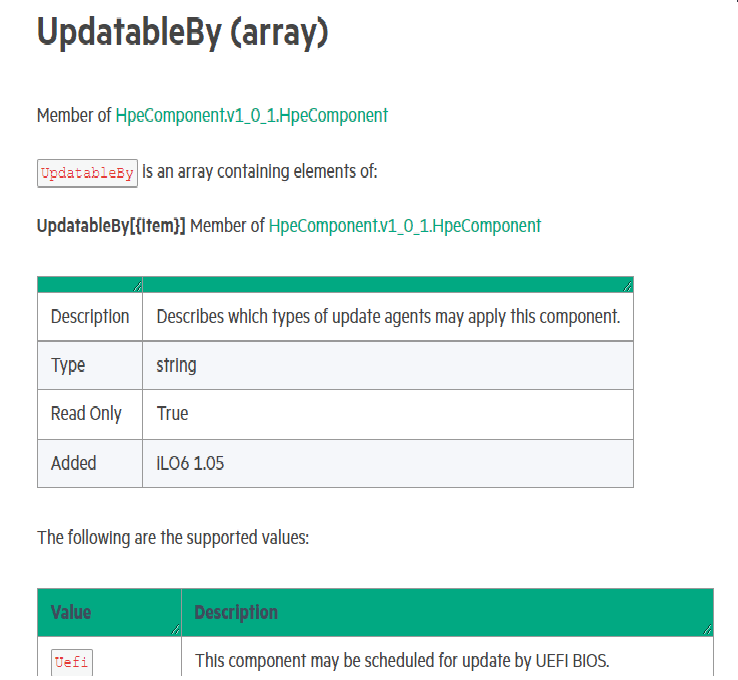 UpdatableBy (array)
Member of HpeComponent.v1_0_1.HpeComponent
UpdatableBy is an array containing elements of:
UpdatableBy[{item}] Member of HpeComponent.v1_0_1.HpeComponent
Description Describes which types of update agents may apply this component.
Type string
Read Only True
Added iLO6 1.05
The following are the supported values:
Value Description
Uefi This component may be scheduled for update by UEFI BIOS.